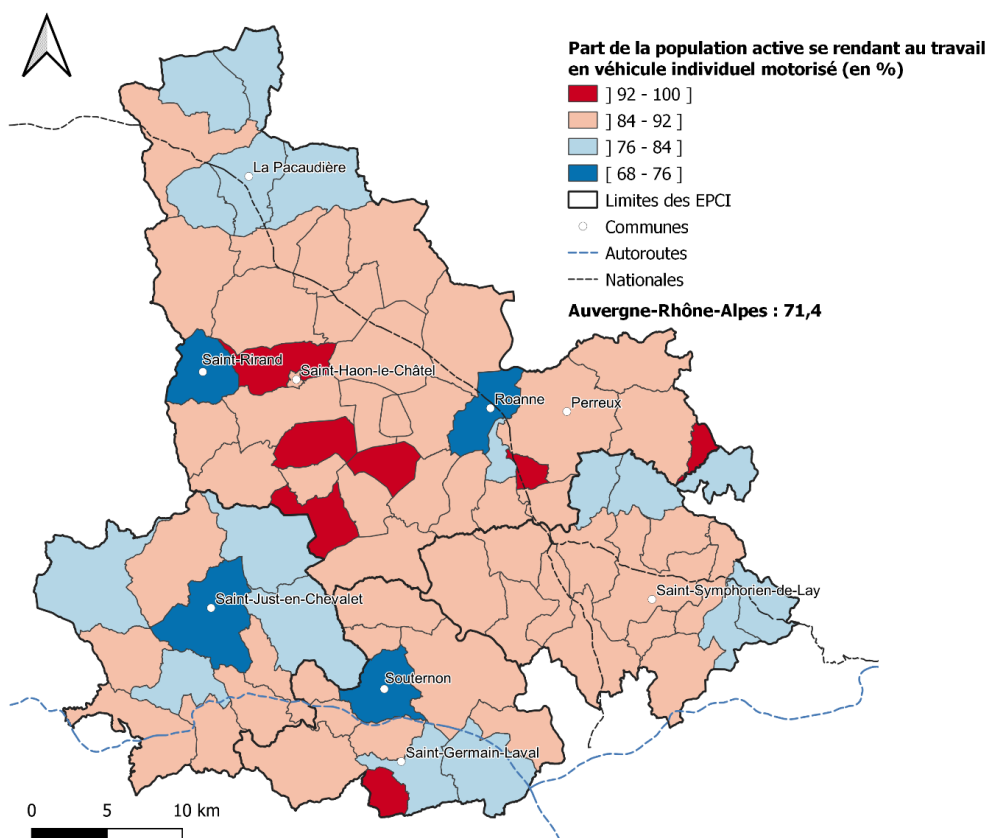 Part de la population active se rendant au travail
en véhicule individuel motorisé (en %)
] 92 - 100 ]
] 84 - 92 ]
] 76 - 84 ]
[ 68 - 76 ]
Limites des EPCI
Communes
Autoroutes
Nationales
Auvergne-Rhône-Alpes : 71,4
La Pacaudière
Saint-Rirand
Saint-Haon-le-Châtel
Roanne
Perreux
Saint-Just-en-Chevalet
Saint-Symphorien-de-Lay
Souternon
Saint-Germain-Laval
0 5 10 km